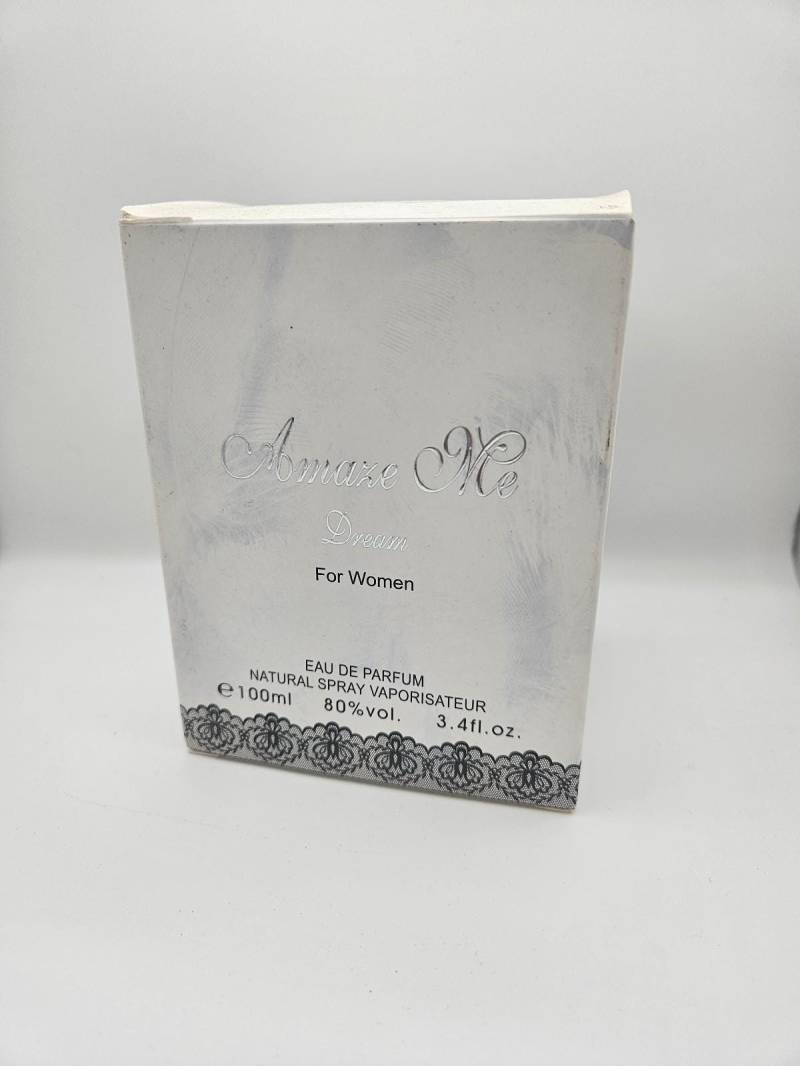 Amaze Me
Dream
For Women
EAU DE PARFUM
NATURAL SPRAY VAPORISATEUR
℮100ml 80%vol. 3.4fl.oz.